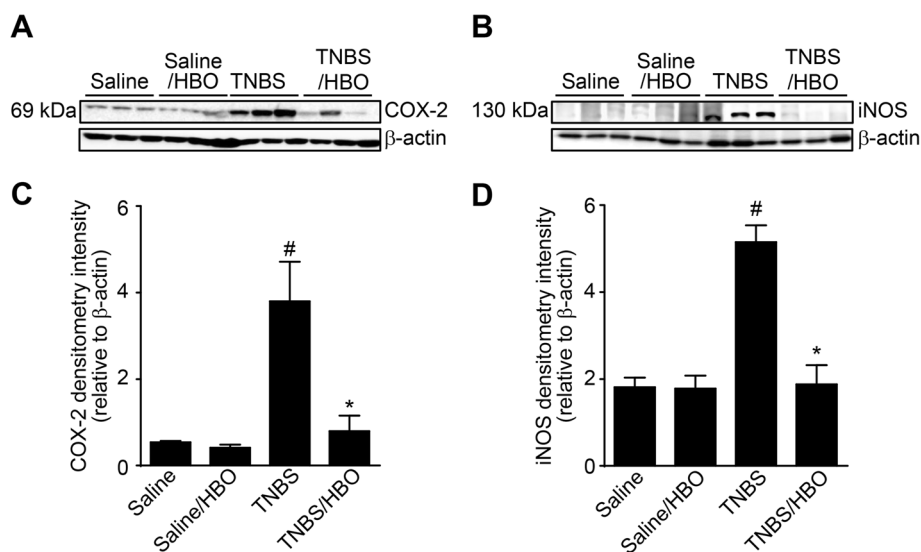 A
Saline
Saline
/HBO
TNBS
TNBS
/HBO
69 kDa
COX-2
β-actin
B
Saline
Saline
/HBO
TNBS
TNBS
/HBO
130 kDa
iNOS
β-actin
C
COX-2 densitometry intensity
(relative to β-actin)
6
4
2
0
#
*
Saline
Saline/HBO
TNBS
TNBS/HBO
D
iNOS densitometry intensity
(relative to β-actin)
6
4
2
0
#
*
Saline
Saline/HBO
TNBS
TNBS/HBO